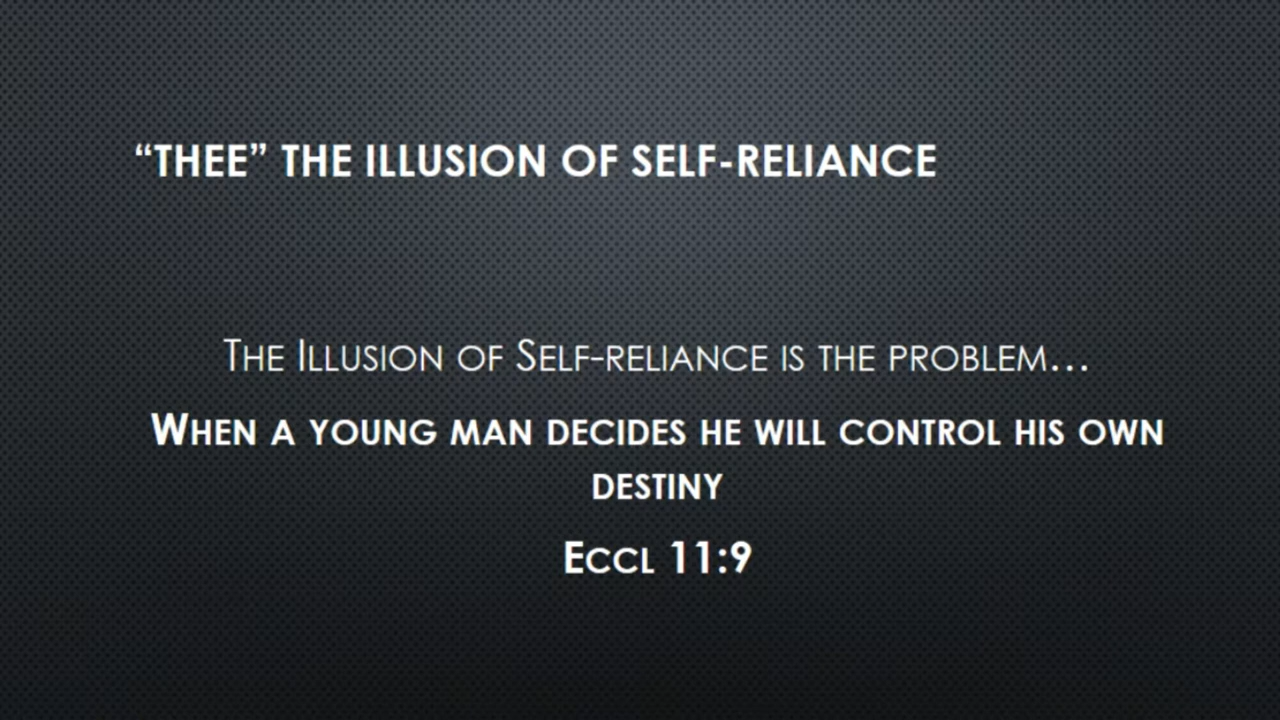 “THEE” THE ILLUSION OF SELF-RELIANCE
THE ILLUSION OF SELF-RELIANCE IS THE PROBLEM…
WHEN A YOUNG MAN DECIDES HE WILL CONTROL HIS OWN
DESTINY
ECCL 11:9